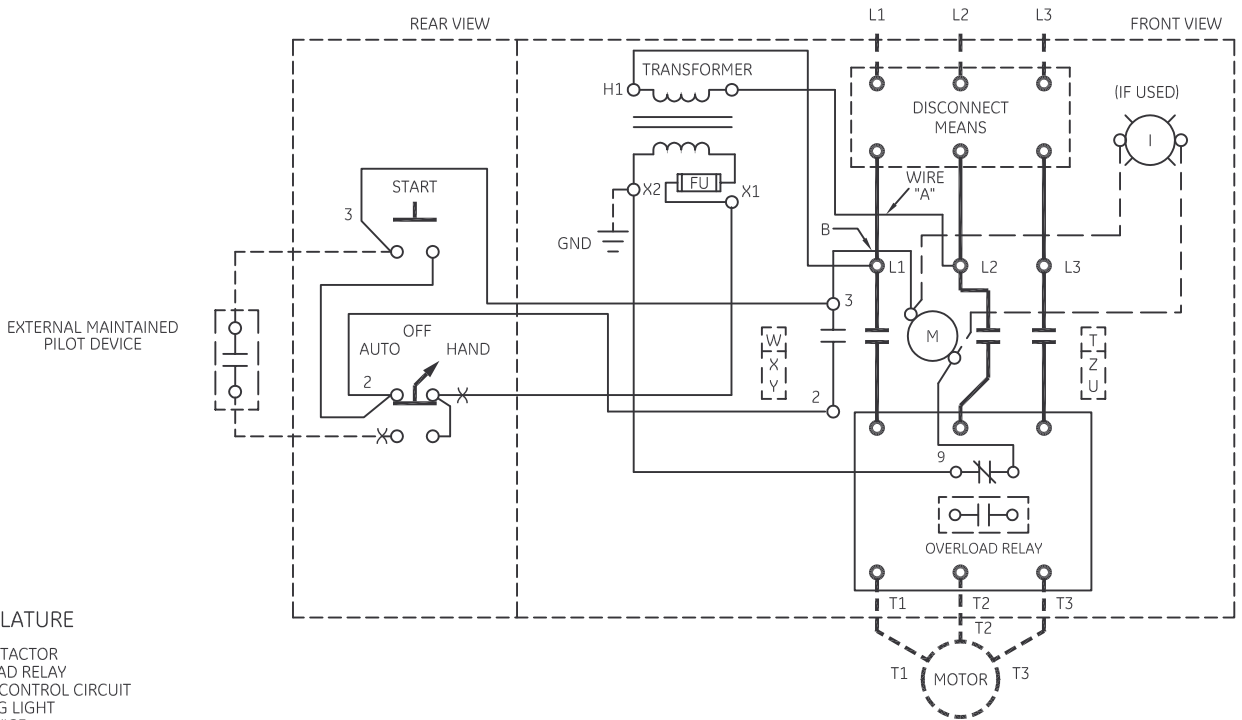 REAR VIEW
L1
L2
L3
FRONT VIEW
TRANSFORMER
H1
DISCONNECT
MEANS
(IF USED)
I
START
FU
X2
X1
WIRE
"A"
3
B
GND
L1
L2
L3
3
EXTERNAL MAINTAINED
PILOT DEVICE
OFF
AUTO
HAND
W
X
Y
M
T
Z
U
2
2
9
OVERLOAD RELAY
T1
T2
T3
T2
T1
MOTOR
T3
LATURE
TACTOR
AD RELAY
CONTROL CIRCUIT
G LIGHT